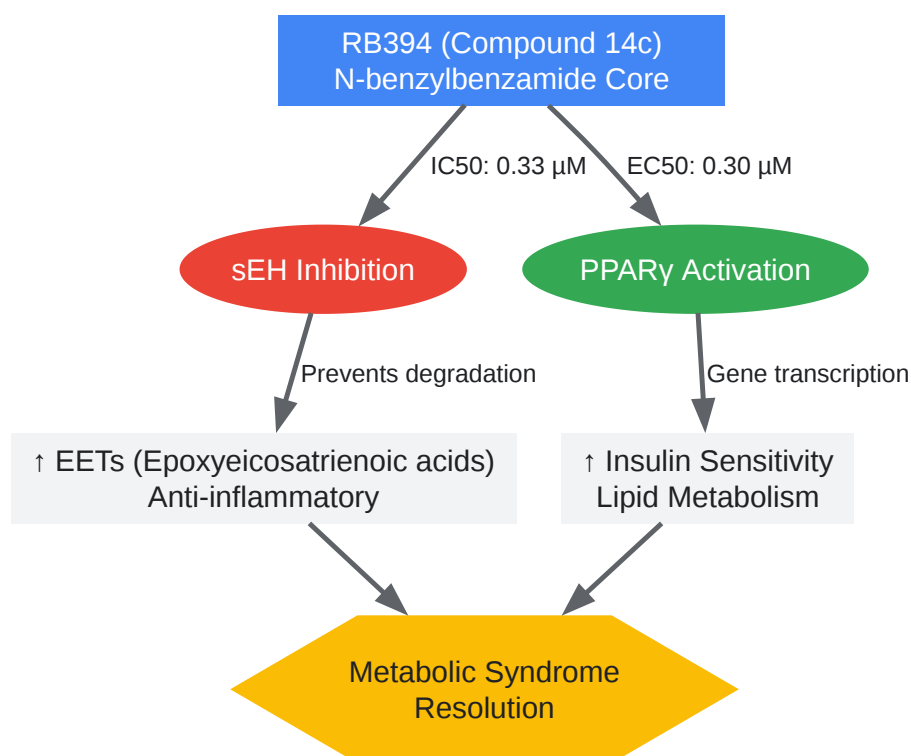 RB394 (Compound 14c)
N-benzylbenzamide Core
IC50: 0.33 µM
EC50: 0.30 µM
sEH Inhibition
PPARγ Activation
Prevents degradation
Gene transcription
↑ EETs (Epoxyeicosatrienoic acids)
Anti-inflammatory
↑ Insulin Sensitivity
Lipid Metabolism
Metabolic Syndrome
Resolution